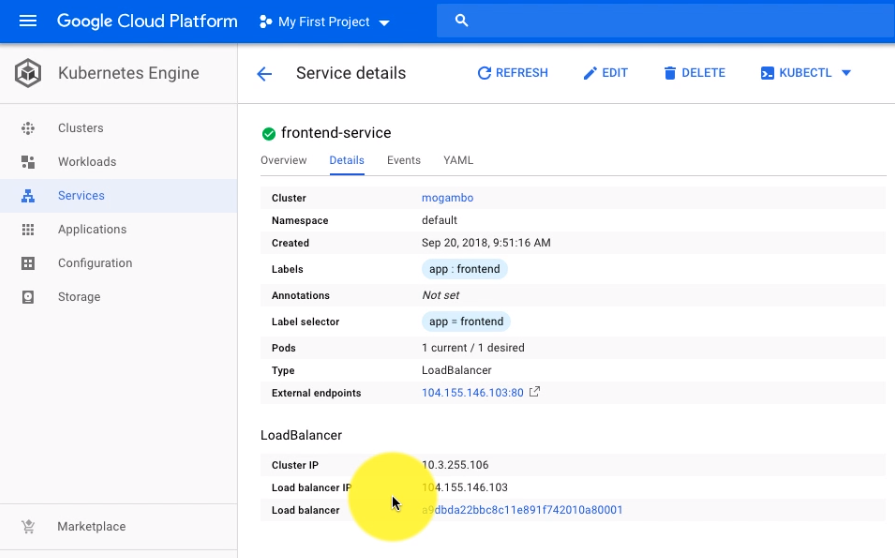 Google Cloud Platform My First Project
Kubernetes Engine
Service details REFRESH EDIT DELETE KUBECTL
Clusters
Workloads
Services
Applications
Configuration
Storage
Marketplace
frontend-service
Overview Details Events YAML
Cluster mogambo
Namespace default
Created Sep 20, 2018, 9:51:16 AM
Labels app : frontend
Annotations Not set
Label selector app = frontend
Pods 1 current / 1 desired
Type LoadBalancer
External endpoints 104.155.146.103:80
LoadBalancer
Cluster IP 10.3.255.106
Load balancer IP 104.155.146.103
Load balancer a9dbda22bbc8c11e891f742010a80001